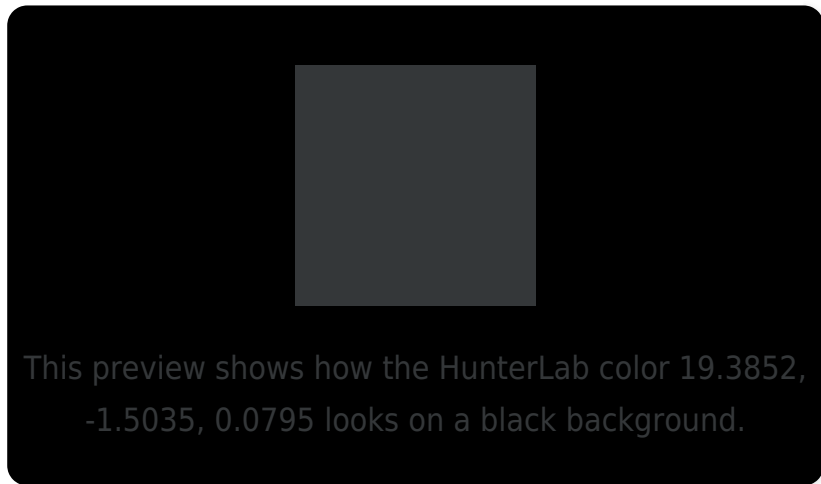 This preview shows how the HunterLab color 19.3852,
-1.5035, 0.0795 looks on a black background.